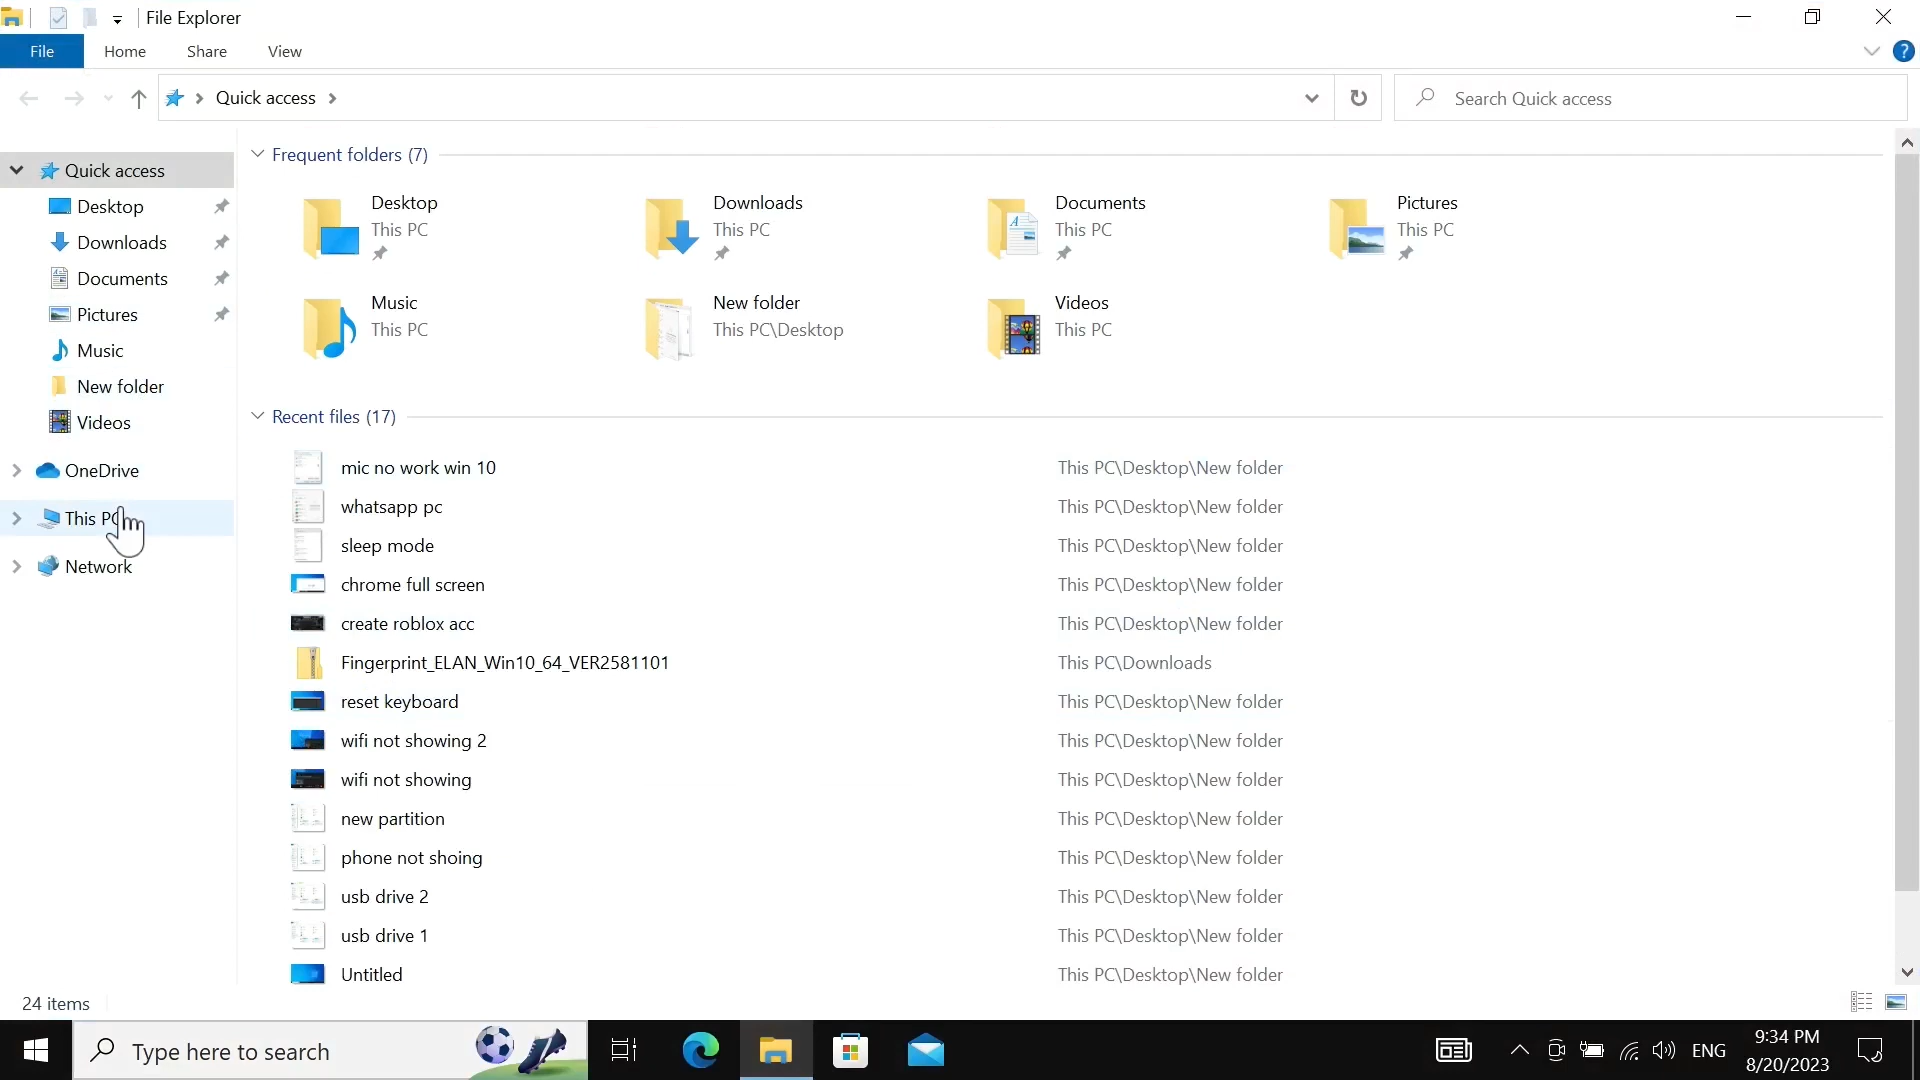 File Explorer
File Home Share View
Quick access
Search Quick access
Quick access
Desktop
Downloads
Documents
Pictures
Music
New folder
Videos
OneDrive
This PC
Network
Frequent folders (7)
Desktop
This PC
Downloads
This PC
Documents
This PC
Pictures
This PC
Music
This PC
New folder
This PC\Desktop
Videos
This PC
Recent files (17)
mic no work win 10 This PC\Desktop\New folder
whatsapp pc This PC\Desktop\New folder
sleep mode This PC\Desktop\New folder
chrome full screen This PC\Desktop\New folder
create roblox acc This PC\Desktop\New folder
Fingerprint_ELAN_Win10_64_VER2581101 This PC\Downloads
reset keyboard This PC\Desktop\New folder
wifi not showing 2 This PC\Desktop\New folder
wifi not showing This PC\Desktop\New folder
new partition This PC\Desktop\New folder
phone not shoing This PC\Desktop\New folder
usb drive 2 This PC\Desktop\New folder
usb drive 1 This PC\Desktop\New folder
Untitled This PC\Desktop\New folder
24 items
Type here to search
ENG
9:34 PM
8/20/2023